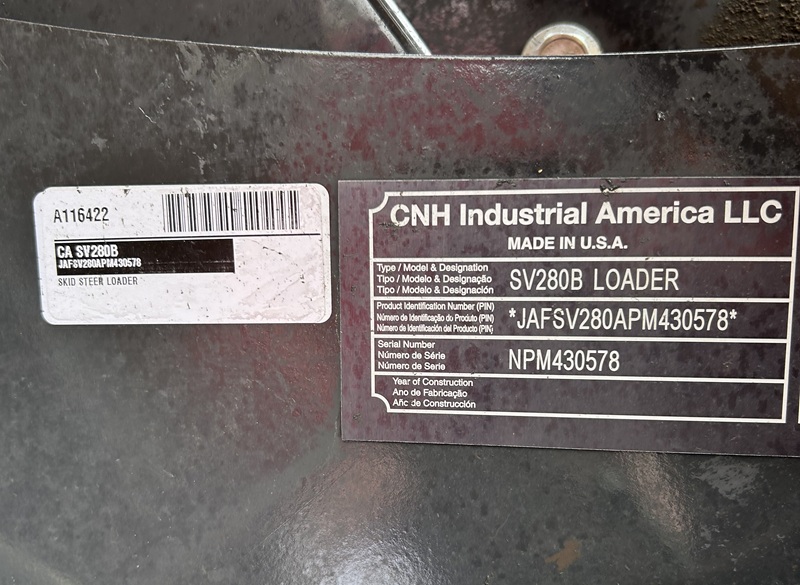 A116422
CA SV280B
JAFSV280APM430578
SKID STEER LOADER
CNH Industrial America LLC
MADE IN U.S.A.
Type / Model & Designation
Tipo / Modelo & Designação
Tipo / Modelo & Designación
SV280B LOADER
Product Identification Number (PIN)
Número de Identificação do Produto (PIN)
Número de Identificación del Producto (PIN)
*JAFSV280APM430578*
Serial Number
Número de Série
Número de Serie
NPM430578
Year of Construction
Ano de Fabricação
Año de Construcción